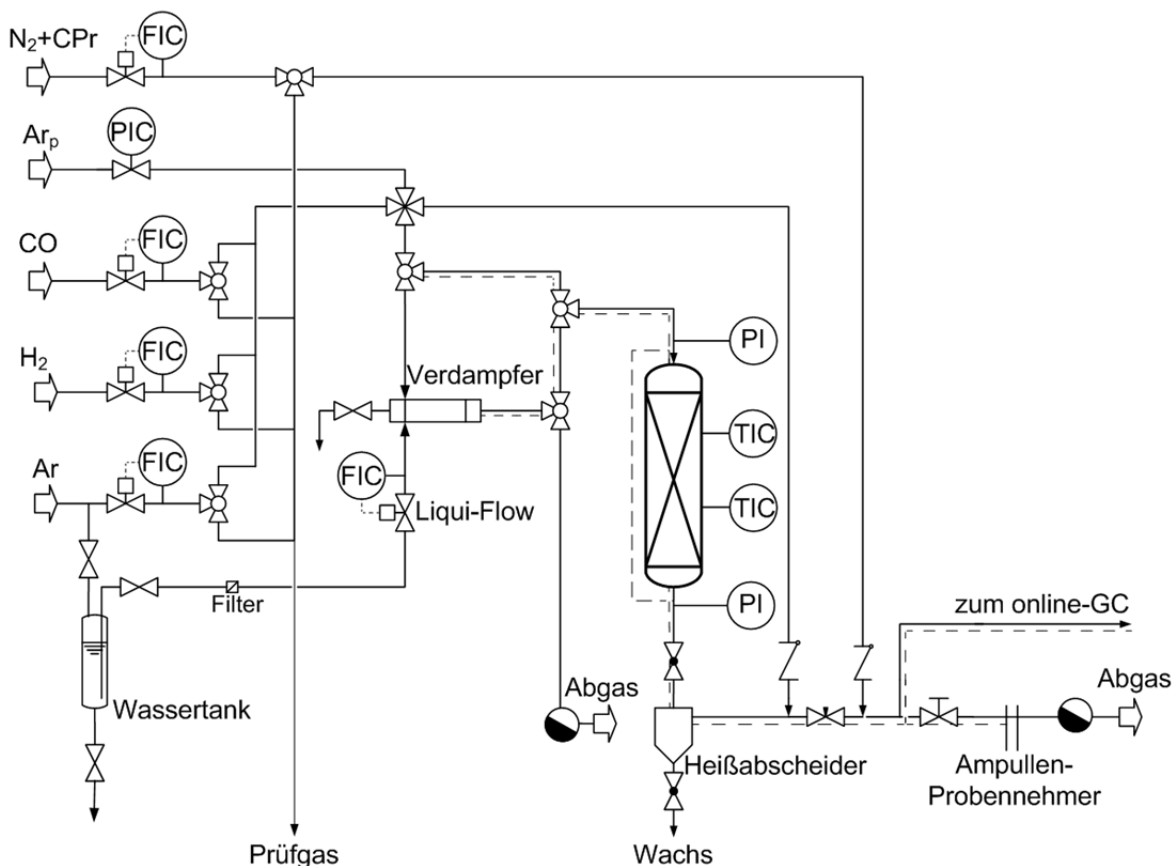 N₂+CPr
FIC
Arₚ
PIC
CO
FIC
H₂
FIC
Ar
FIC
Verdampfer
FIC
Liqui-Flow
Filter
Wassertank
PI
TIC
TIC
PI
zum online-GC
Abgas
Abgas
Heißabscheider
Ampullen-
Probennehmer
Prüfgas
Wachs